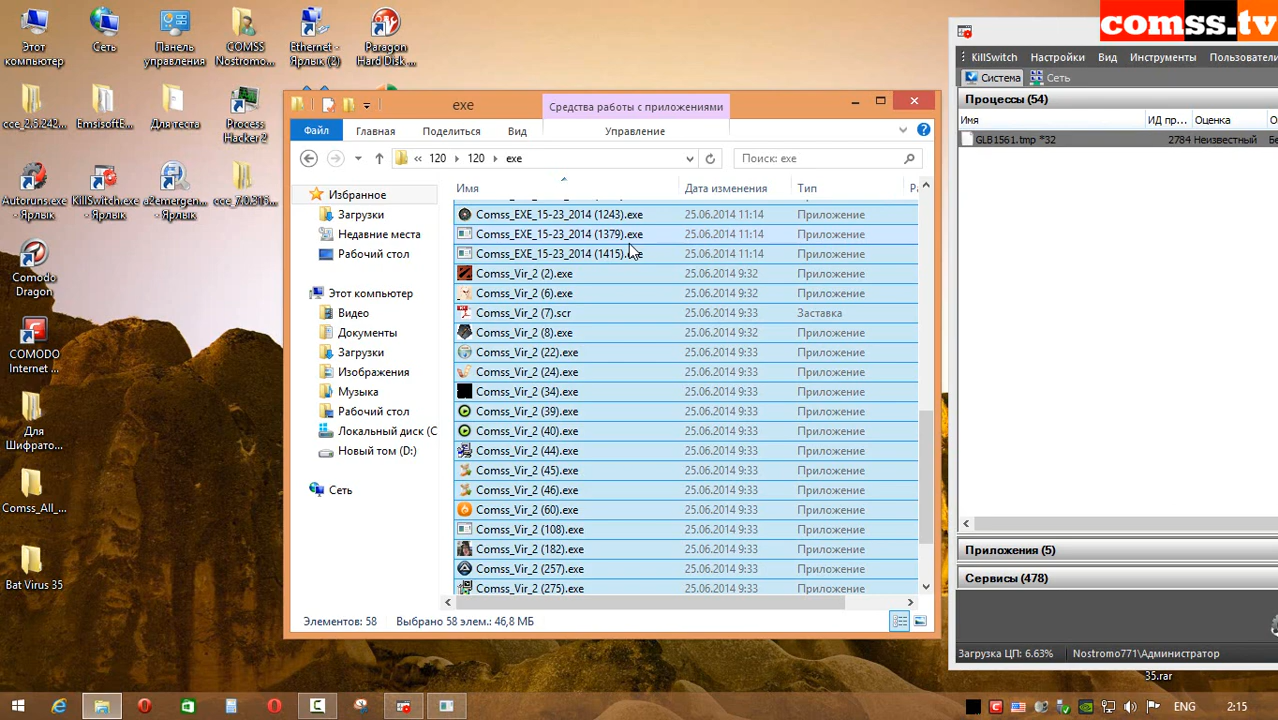 comss.tv
Этот
компьютер
Сеть
Панель
управления
COMSS
Nostromo...
Ethernet -
Ярлык (2)
Paragon
Hard Disk ...
cce_2.5.242...
EmsisoftE...
Для теста
Process
Hacker 2
Autoruns.exe
- Ярлык
KillSwitch.exe
- Ярлык
a2emergen...
- Ярлык
cce_7.0.315...
Comodo
Dragon
COMODO
Internet ...
Для
Шифрато...
Comss_All_...
Bat Virus 35
exe
Средства работы с приложениями
Файл
Главная
Поделиться
Вид
Управление
120
120
exe
Поиск: exe
Избранное
Загрузки
Недавние места
Рабочий стол
Этот компьютер
Видео
Документы
Загрузки
Изображения
Музыка
Рабочий стол
Локальный диск (C
Новый том (D:)
Сеть
Имя Дата изменения Тип Ра
Comss_EXE_15-23_2014 (1243).exe 25.06.2014 11:14 Приложение
Comss_EXE_15-23_2014 (1379).exe 25.06.2014 11:14 Приложение
Comss_EXE_15-23_2014 (1415).exe 25.06.2014 11:14 Приложение
Comss_Vir_2 (2).exe 25.06.2014 9:32 Приложение
Comss_Vir_2 (6).exe 25.06.2014 9:32 Приложение
Comss_Vir_2 (7).scr 25.06.2014 9:33 Заставка
Comss_Vir_2 (8).exe 25.06.2014 9:32 Приложение
Comss_Vir_2 (22).exe 25.06.2014 9:33 Приложение
Comss_Vir_2 (24).exe 25.06.2014 9:33 Приложение
Comss_Vir_2 (34).exe 25.06.2014 9:33 Приложение
Comss_Vir_2 (39).exe 25.06.2014 9:33 Приложение
Comss_Vir_2 (40).exe 25.06.2014 9:33 Приложение
Comss_Vir_2 (44).exe 25.06.2014 9:33 Приложение
Comss_Vir_2 (45).exe 25.06.2014 9:33 Приложение
Comss_Vir_2 (46).exe 25.06.2014 9:33 Приложение
Comss_Vir_2 (60).exe 25.06.2014 9:33 Приложение
Comss_Vir_2 (108).exe 25.06.2014 9:33 Приложение
Comss_Vir_2 (182).exe 25.06.2014 9:33 Приложение
Comss_Vir_2 (257).exe 25.06.2014 9:33 Приложение
Comss_Vir_2 (275).exe 25.06.2014 9:33 Приложение
Элементов: 58 Выбрано 58 элем.: 46,8 МБ
KillSwitch Настройки Вид Инструменты Пользователи
Система Сеть
Процессы (54)
Имя ИД пр... Оценка
GLB1561.tmp *32 2784 Неизвестный Бе
Приложения (5)
Сервисы (478)
Загрузка ЦП: 6.63% Nostromo771\Администратор
35.rar
ENG 2:15